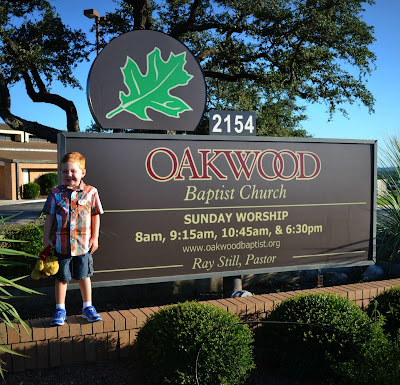 2154
OAKWOOD
Baptist Church
SUNDAY WORSHIP
8am, 9:15am, 10:45am, & 6:30pm
www.oakwoodbaptist.org
Ray Still, Pastor